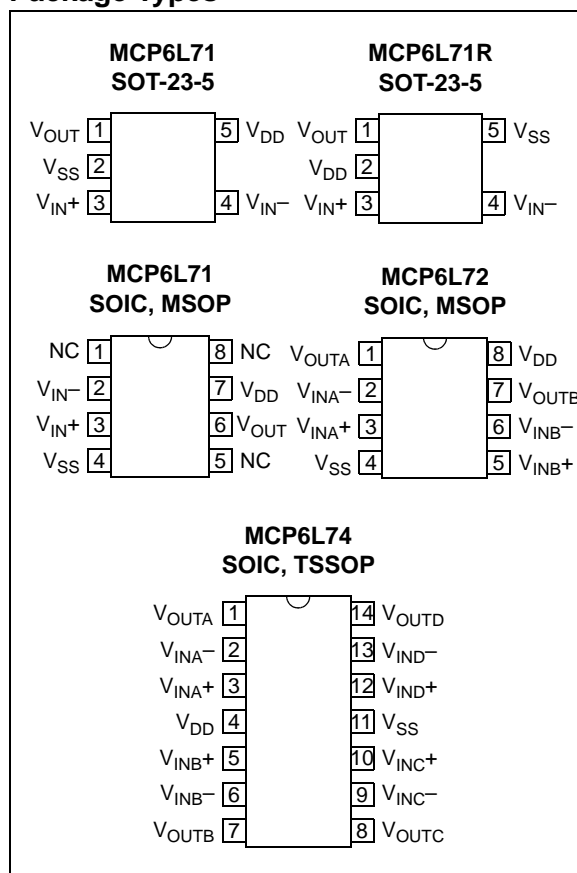 Package Types
MCP6L71
SOT-23-5
VOUT 1 5 VDD
VSS 2
VIN+ 3 4 VIN–
MCP6L71R
SOT-23-5
VOUT 1 5 VSS
VDD 2
VIN+ 3 4 VIN–
MCP6L71
SOIC, MSOP
NC 1 8 NC
VIN– 2 7 VDD
VIN+ 3 6 VOUT
VSS 4 5 NC
MCP6L72
SOIC, MSOP
VOUTA 1 8 VDD
VINA– 2 7 VOUTB
VINA+ 3 6 VINB–
VSS 4 5 VINB+
MCP6L74
SOIC, TSSOP
VOUTA 1 14 VOUTD
VINA– 2 13 VIND–
VINA+ 3 12 VIND+
VDD 4 11 VSS
VINB+ 5 10 VINC+
VINB– 6 9 VINC–
VOUTB 7 8 VOUTC